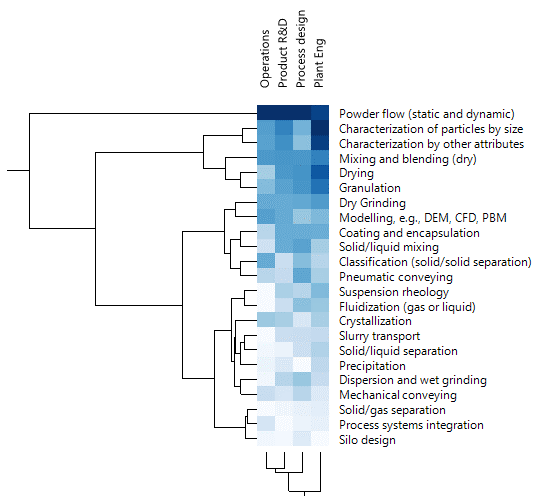 Operations
Product R&D
Process design
Plant Eng
Powder flow (static and dynamic)
Characterization of particles by size
Characterization by other attributes
Mixing and blending (dry)
Drying
Granulation
Dry Grinding
Modelling, e.g., DEM, CFD, PBM
Coating and encapsulation
Solid/liquid mixing
Classification (solid/solid separation)
Pneumatic conveying
Suspension rheology
Fluidization (gas or liquid)
Crystallization
Slurry transport
Solid/liquid separation
Precipitation
Dispersion and wet grinding
Mechanical conveying
Solid/gas separation
Process systems integration
Silo design